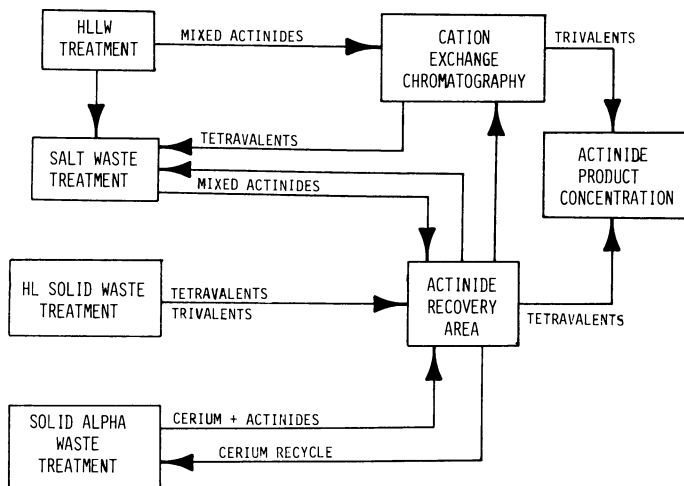 HLLW
TREATMENT
MIXED ACTINIDES
CATION
EXCHANGE
CHROMATOGRAPHY
TRIVALENTS
TETRAVALENTS
SALT WASTE
TREATMENT
MIXED ACTINIDES
ACTINIDE
PRODUCT
CONCENTRATION
HL SOLID WASTE
TREATMENT
TETRAVALENTS
TRIVALENTS
ACTINIDE
RECOVERY
AREA
TETRAVALENTS
SOLID ALPHA
WASTE
TREATMENT
CERIUM + ACTINIDES
CERIUM RECYCLE